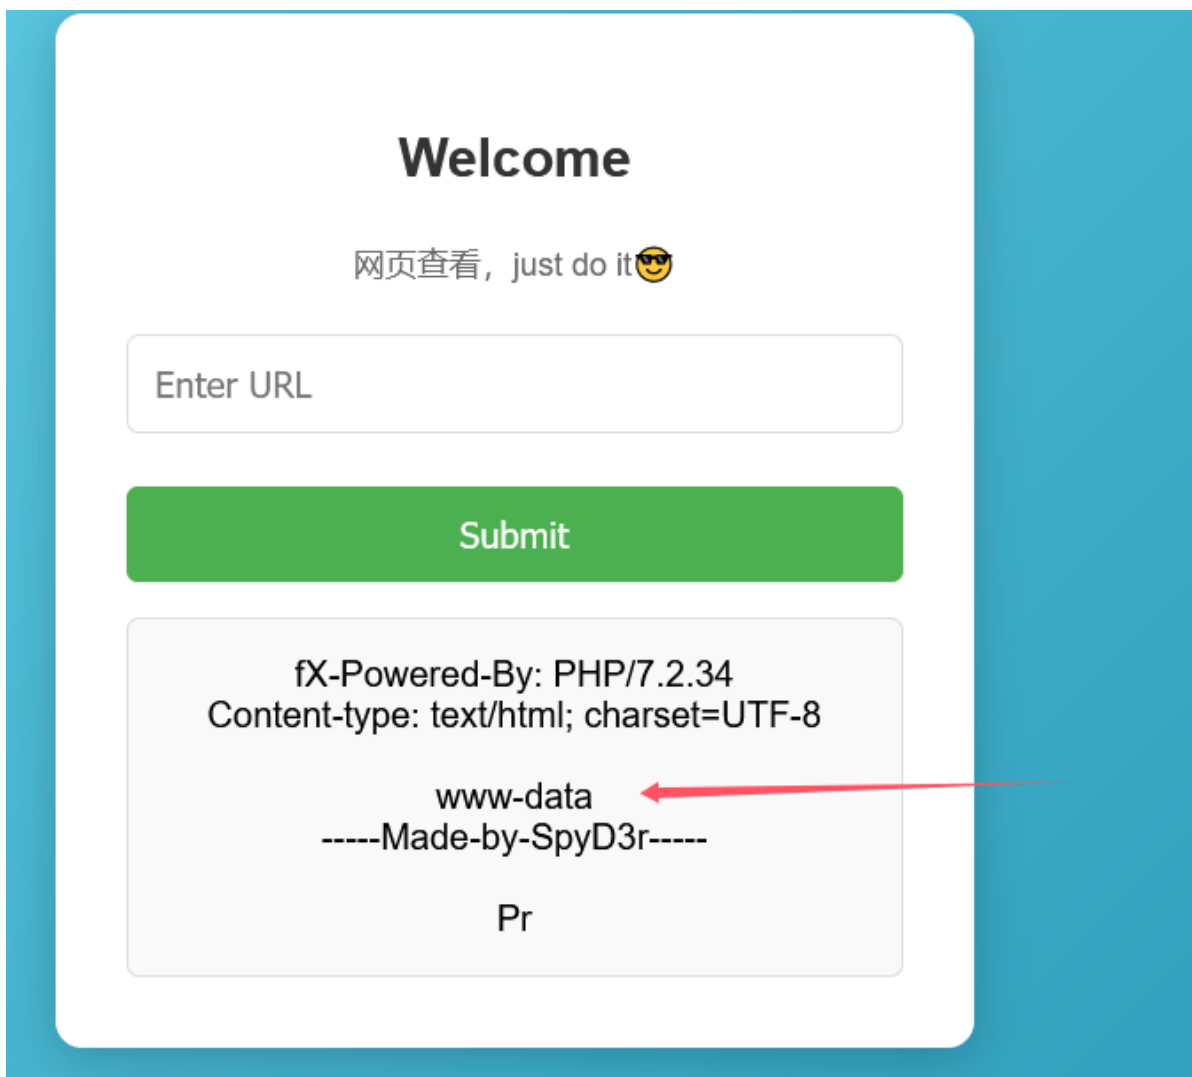 Welcome
网页查看，just do it😎
Enter URL
Submit
fX-Powered-By: PHP/7.2.34
Content-type: text/html; charset=UTF-8
www-data
-----Made-by-SpyD3r-----
Pr